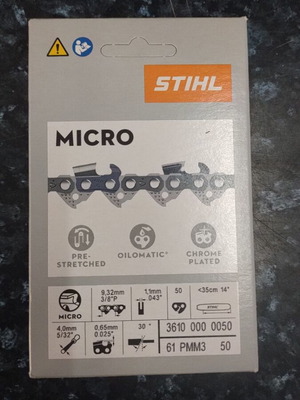 STIHL
MICRO
PRE-
STRETCHED
OILOMATIC®
CHROME
PLATED
MICRO
9,32mm
3/8"P
1,1mm
.043"
50
<35cm 14"
4,0mm
5/32"
0,65mm
0.025"
30 °
3610 000 0050
61 PMM3 50